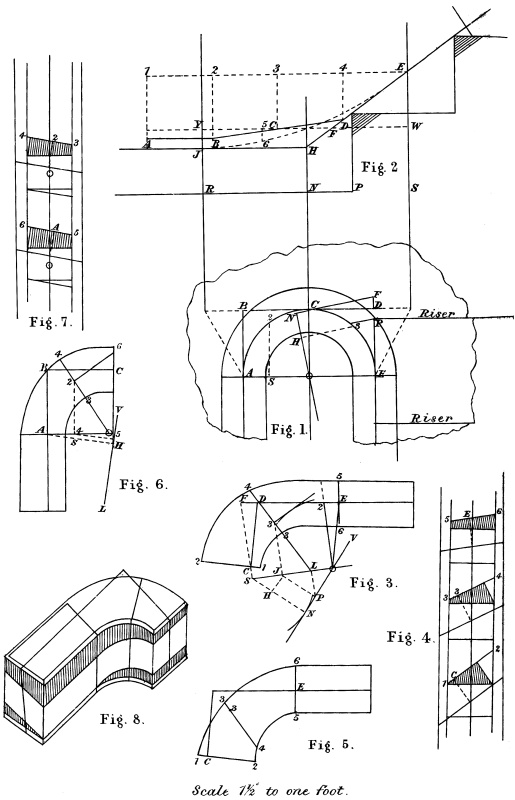 1 2 3 4 E
Y 5 C D W
A B 6 F
J H
Fig. 2
R N P S
4 2 3
6 A 5
Fig. 7.
B C F
N D
2 Riser
H 3 P
A S E
Riser
Fig. 1.
G
4
B C
2
3 V
A S 5
H
L
Fig. 6.
4 5
F D 2 E
3 3 6
2 C 1 J L O V
S
H P
N
Fig. 3.
5 E 6
4
3 3
2
1 C
Fig. 4.
Fig. 8.
6
3 E
B
4 5
1 C 2
Fig. 5.
Scale 1½" to one foot.